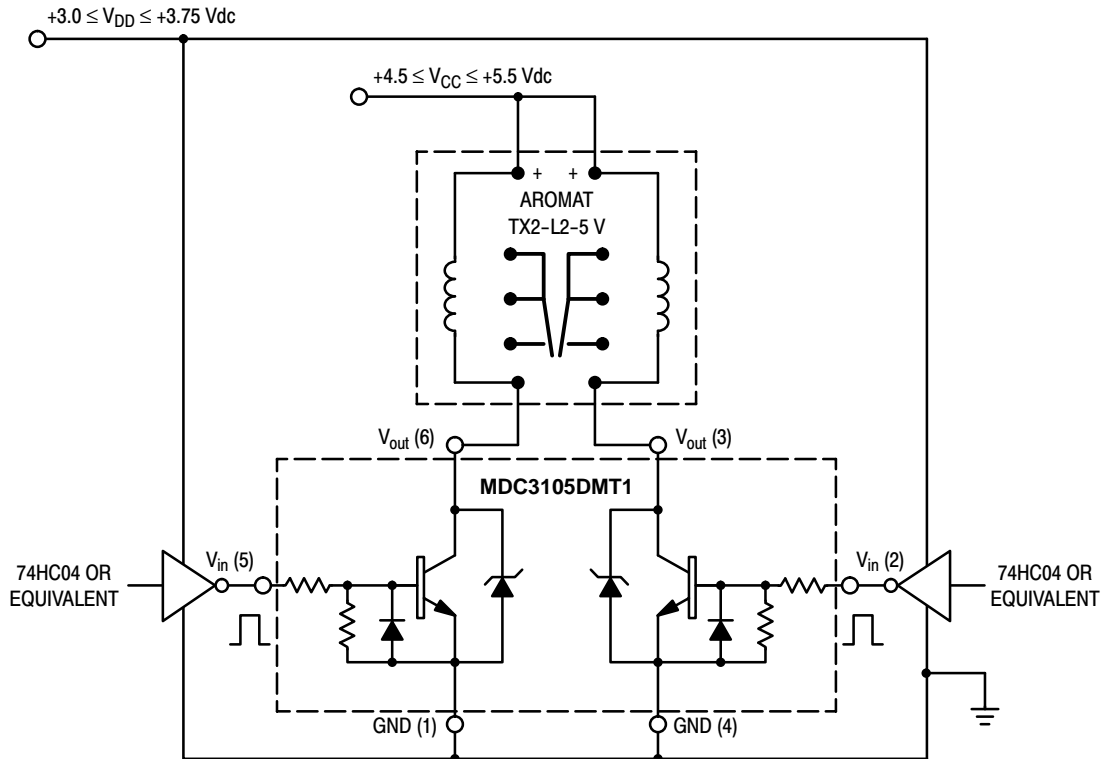 +3.0 ≤ VDD ≤ +3.75 Vdc
+4.5 ≤ VCC ≤ +5.5 Vdc
+ +
AROMAT
TX2-L2-5 V
Vout (6)
Vout (3)
MDC3105DMT1
74HC04 OR
EQUIVALENT
Vin (5)
Vin (2)
74HC04 OR
EQUIVALENT
GND (1)
GND (4)